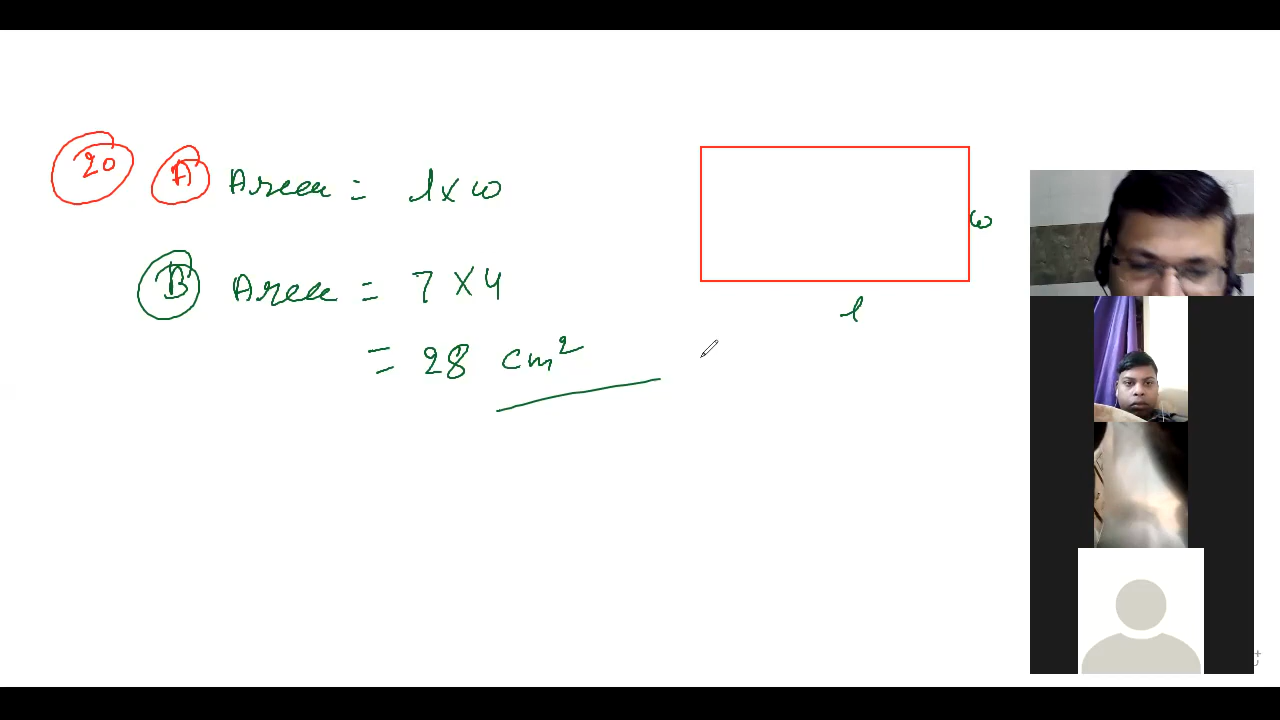 20 A Area = l x w
w
B Area = 7 x 4
l
= 28 cm²